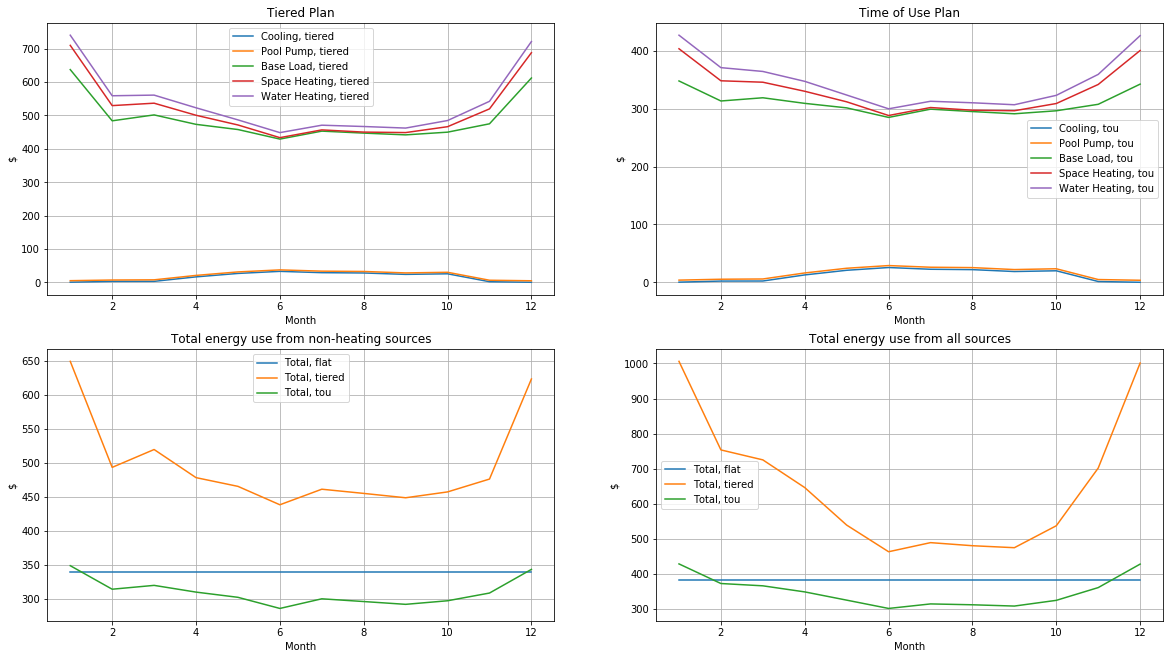 Tiered Plan
Cooling, tiered
Pool Pump, tiered
Base Load, tiered
Space Heating, tiered
Water Heating, tiered
$
700
600
500
400
300
200
100
0
2
4
6
8
10
12
Month
Time of Use Plan
Cooling, tou
Pool Pump, tou
Base Load, tou
Space Heating, tou
Water Heating, tou
$
400
300
200
100
0
2
4
6
8
10
12
Month
Total energy use from non-heating sources
Total, flat
Total, tiered
Total, tou
$
650
600
550
500
450
400
350
300
2
4
6
8
10
12
Month
Total energy use from all sources
Total, flat
Total, tiered
Total, tou
$
1000
900
800
700
600
500
400
300
2
4
6
8
10
12
Month